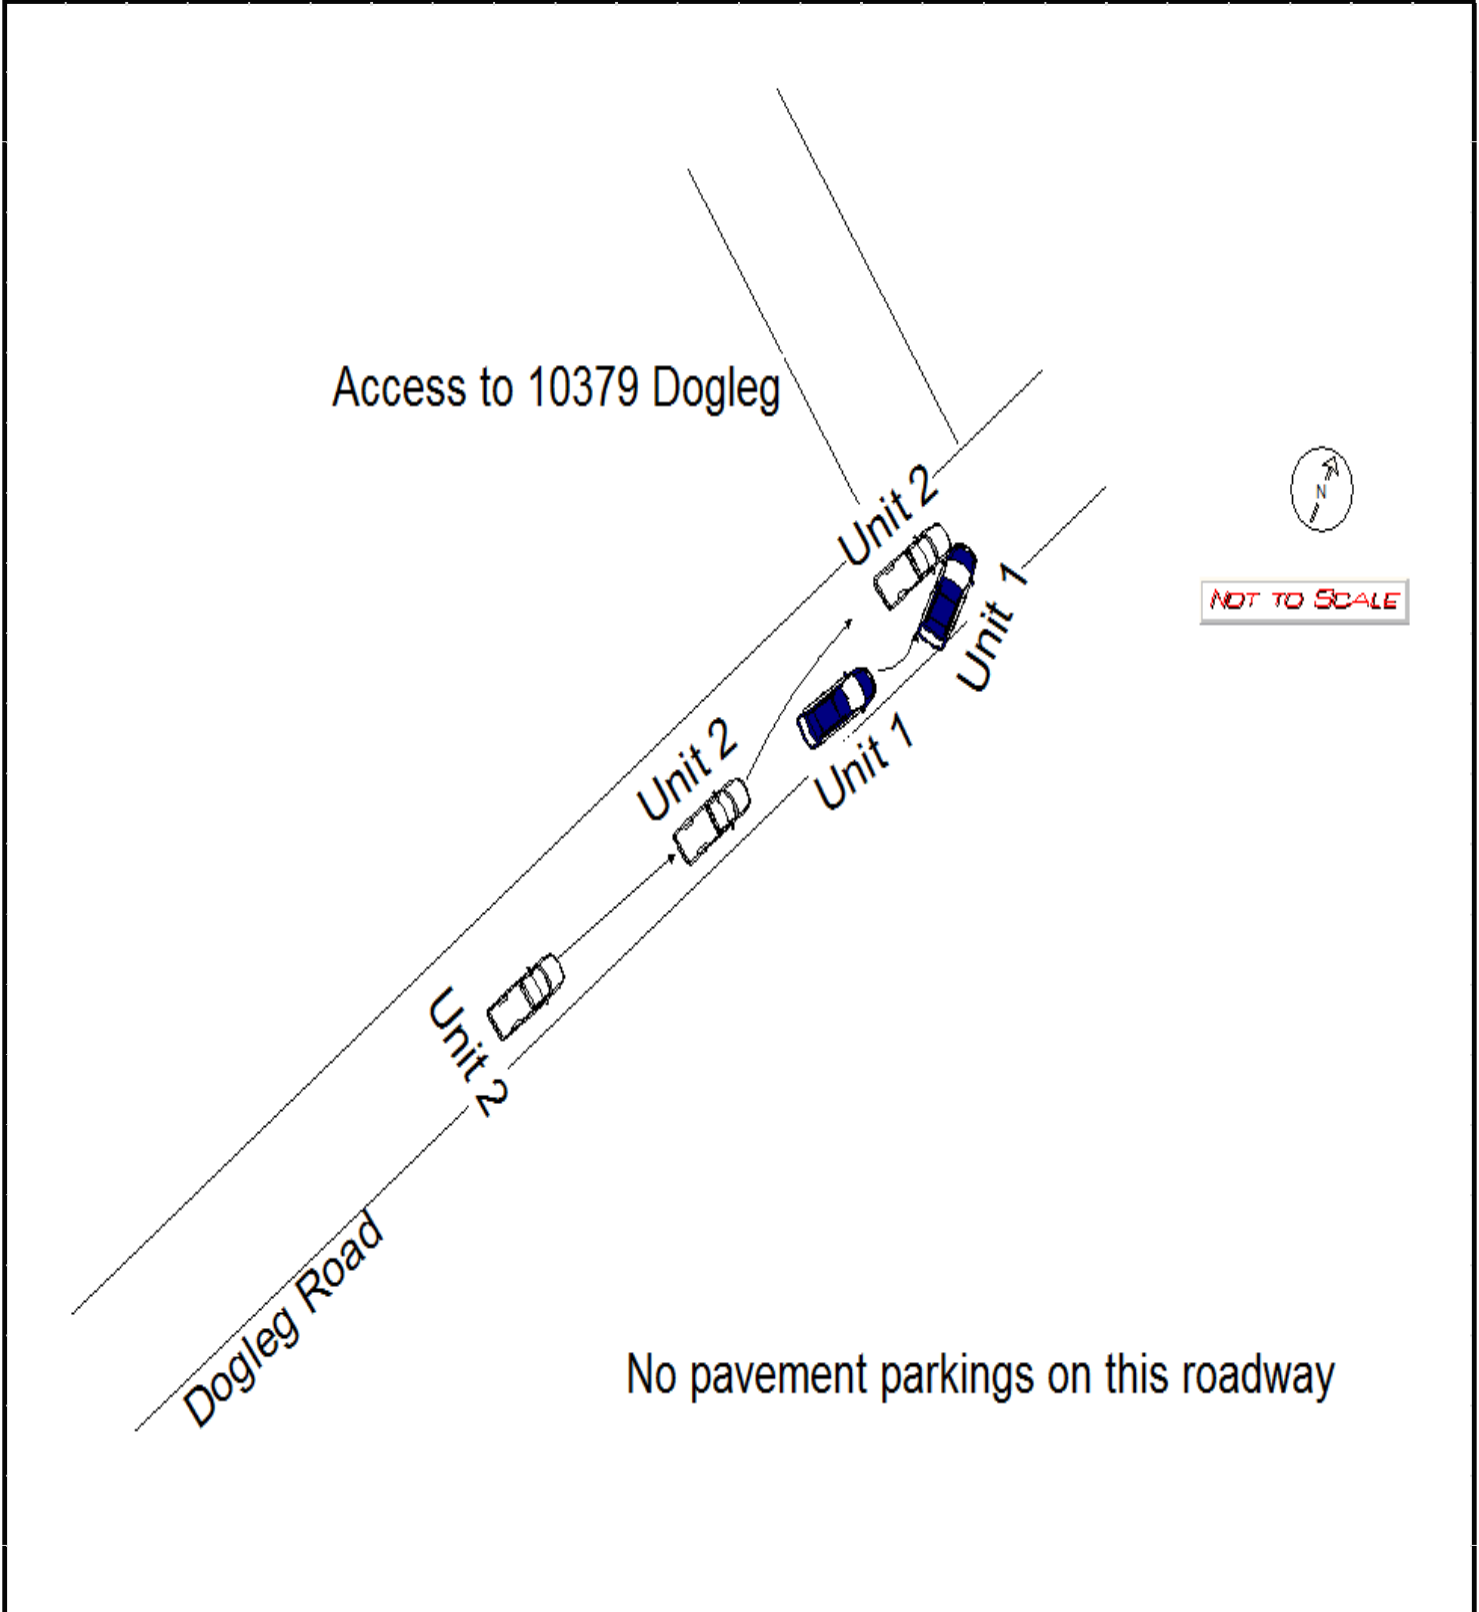 Access to 10379 Dogleg
Unit 2
N
Unit 1
NOT TO SCALE
Unit 2
Unit 1
Unit 2
Dogleg Road
No pavement parkings on this roadway